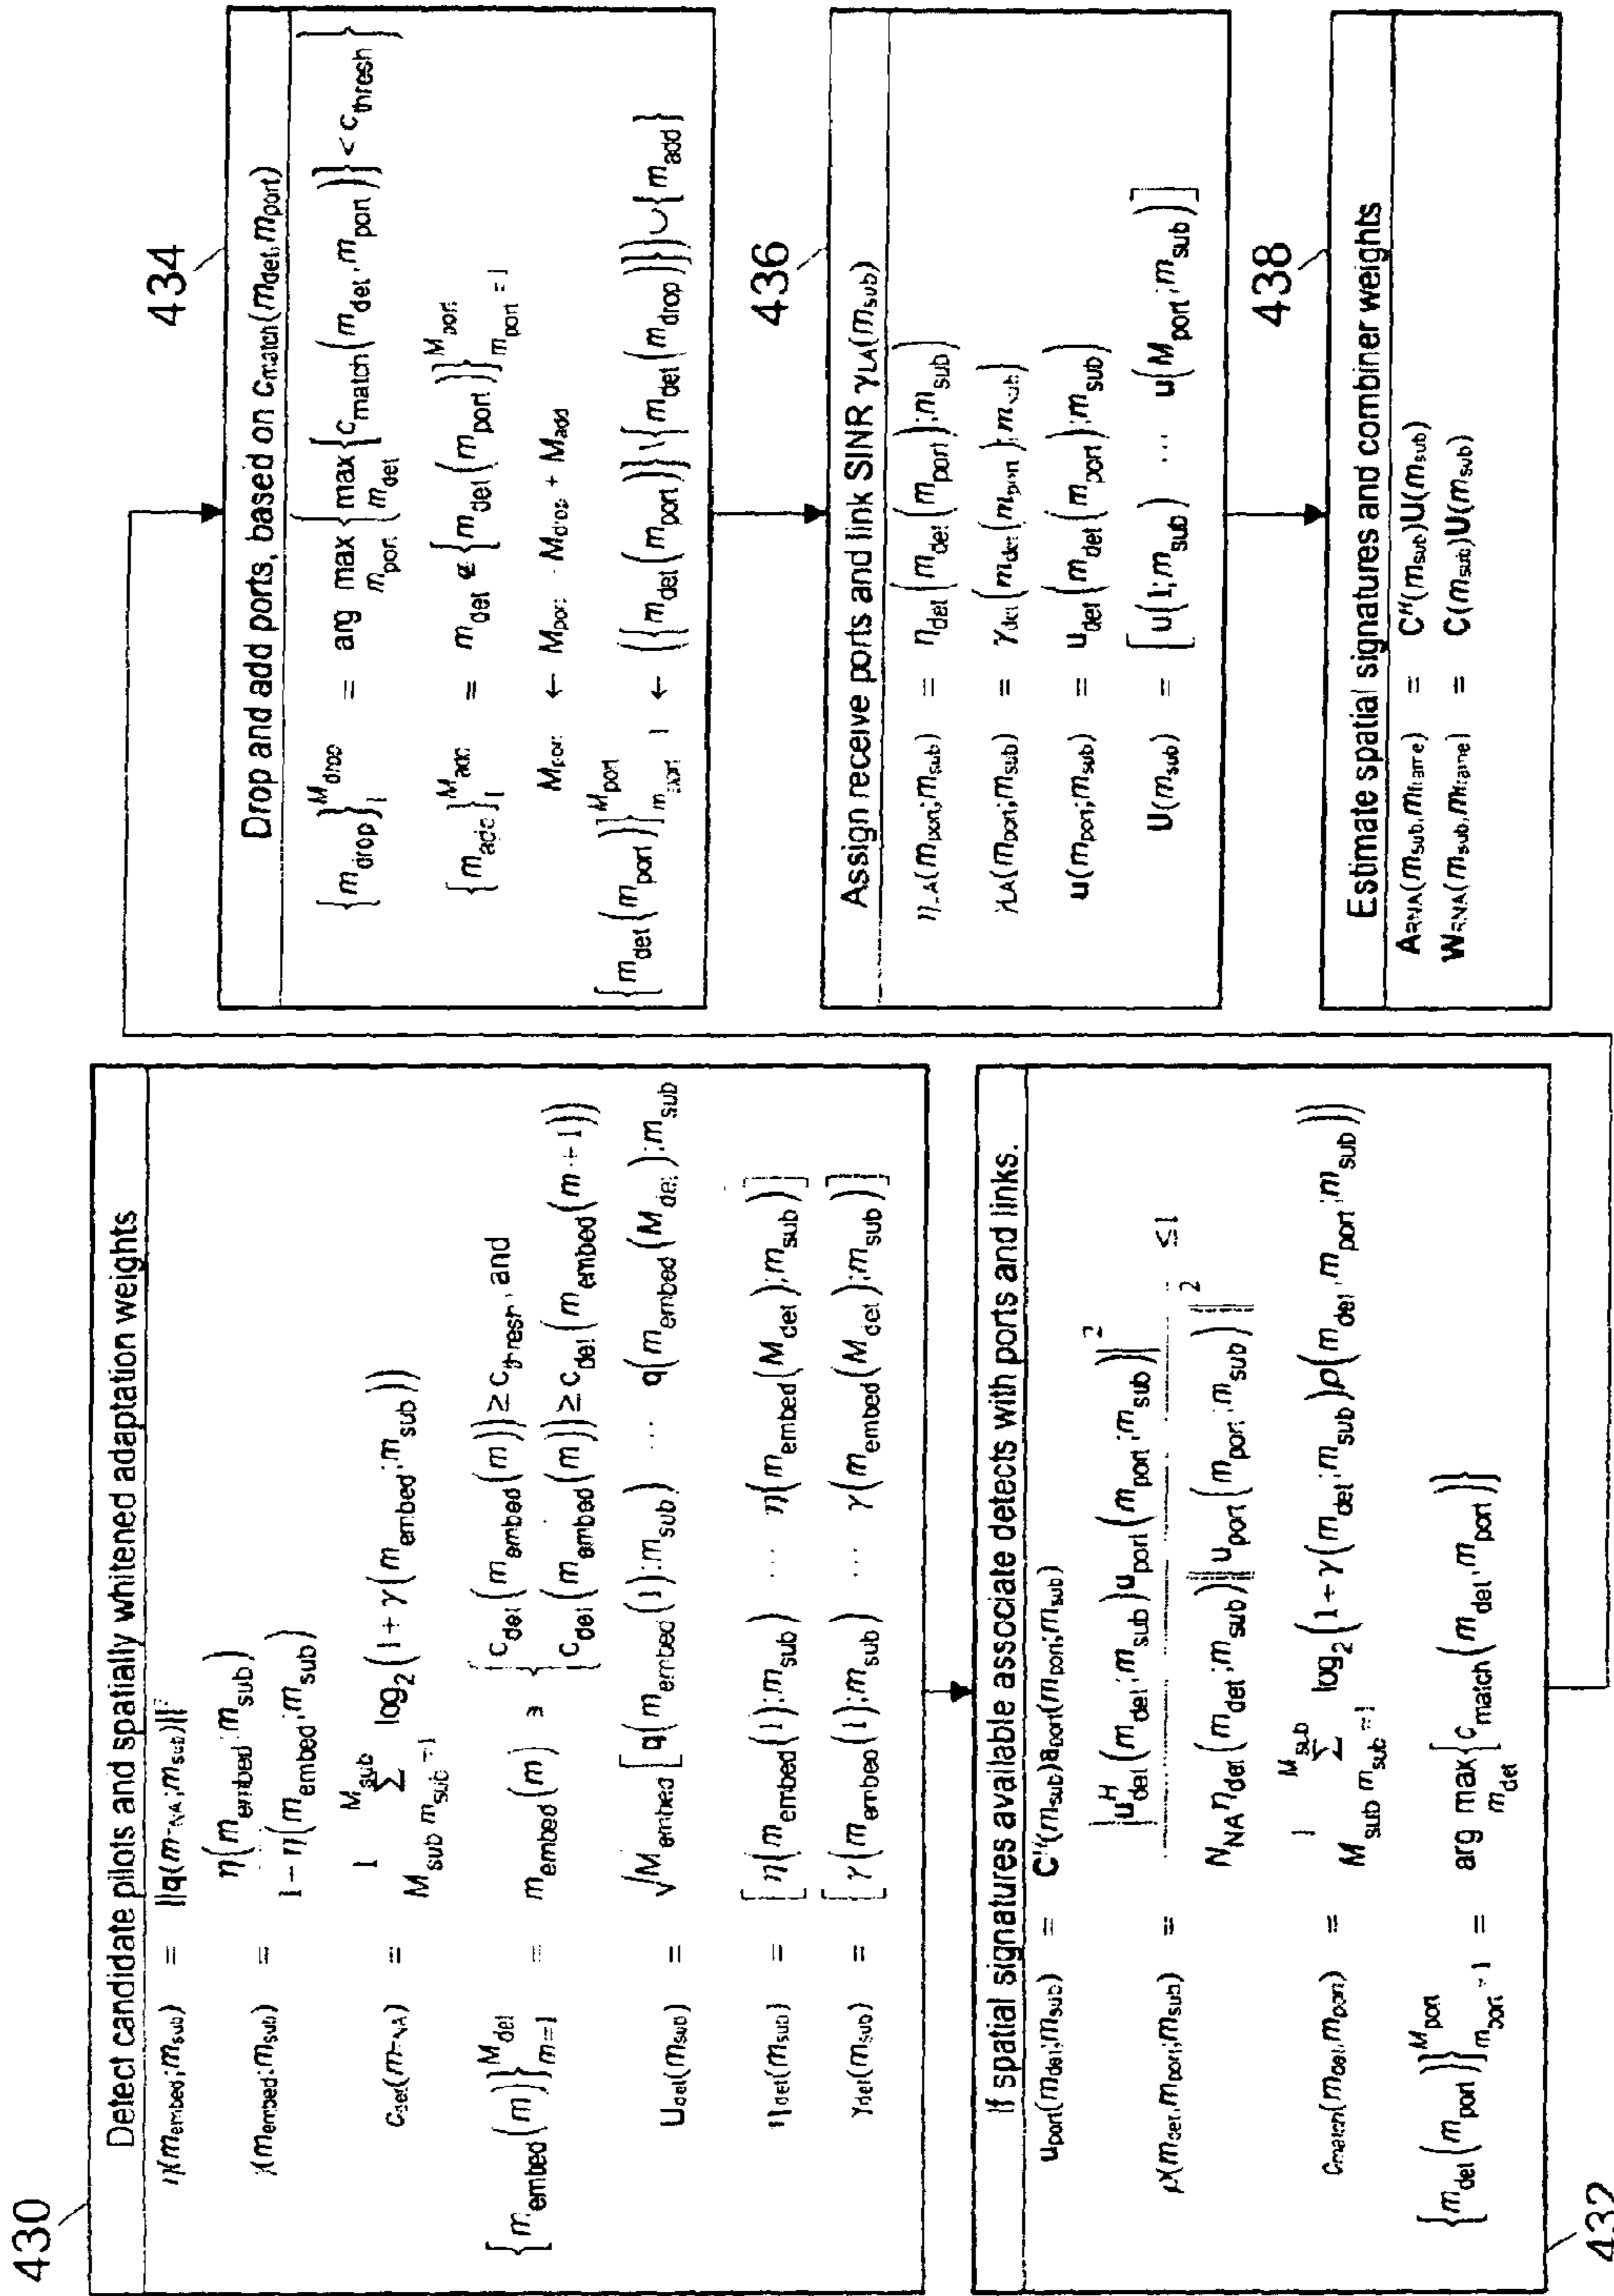 430
Detect candidate pilots and spatially whitened adaptation weights
η(m_embed;m_sub) = ||q(m_NA;m_sub)||²
γ(m_embed;m_sub) = η(m_embed;m_sub) / 1 − η(m_embed;m_sub)
c_det(m_NA) = 1/M_sub Σ_{m_sub=1}^{M_sub} log₂(1+γ(m_embed;m_sub))
{m_embed(m)}_{m=1}^{M_det} = m_embed(m) ∋ { c_det(m_embed(m)) ≥ c_thresh, and
c_det(m_embed(m)) ≥ c_det(m_embed(m+1))
U_det(m_sub) = √M_embed [q(m_embed(1);m_sub) ⋯ q(m_embed(M_det);m_sub
η_det(m_sub) = [η(m_embed(1);m_sub) ⋯ η(m_embed(M_det);m_sub)]
γ_det(m_sub) = [γ(m_embed(1);m_sub) ⋯ γ(m_embed(M_det);m_sub)]
432
If spatial signatures available associate detects with ports and links.
u_port(m_det;m_sub) = C^H(m_sub)a_port(m_port;m_sub)
ρ(m_det,m_port;m_sub) = |u_det^H(m_det;m_sub)u_port(m_port;m_sub)|² / N_NA η_det(m_det;m_sub)||u_port(m_port;m_sub)||² ≤ 1
c_match(m_det,m_port) = 1/M_sub Σ_{m_sub=1}^{M_sub} log₂(1+γ(m_det;m_sub)ρ(m_det,m_port;m_sub))
{m_det(m_port)}_{m_port=1}^{M_port} = arg max_{m_det}{c_match(m_det,m_port)}
434
Drop and add ports, based on c_match(m_det,m_port)
{m_drop}_1^{M_drop} = arg max_{m_port}{max_{m_det}{c_match(m_det,m_port)} < c_thresh}
{m_add}_1^{M_add} = m_det ∉ {m_det(m_port)}_{m_port=1}^{M_port}
M_port ← M_port - M_drop + M_add
{m_det(m_port)}_{m_port=1}^{M_port} ← ({m_det(m_port)}\{m_det(m_drop)})∪{m_add}
436
Assign receive ports and link SINR γ_LA(m_sub)
η_LA(m_port;m_sub) = η_det(m_det(m_port);m_sub)
γ_LA(m_port;m_sub) = γ_det(m_det(m_port);m_sub)
u(m_port;m_sub) = u_det(m_det(m_port);m_sub)
U(m_sub) = [u(1;m_sub) ⋯ u(M_port;m_sub)]
438
Estimate spatial signatures and combiner weights
A_RNA(m_sub,m_frame) = C^H(m_sub)U(m_sub)
W_RNA(m_sub,m_frame) = C(m_sub)U(m_sub)